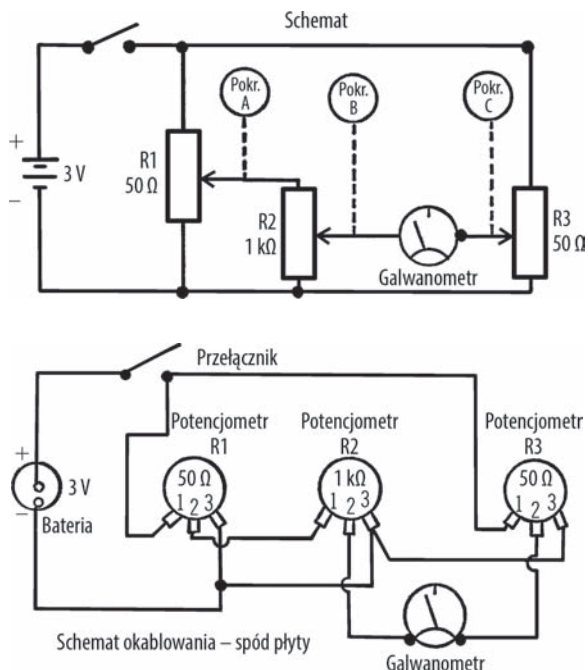 Schemat
Pokr.
A
Pokr.
B
Pokr.
C
+
3 V
–
R1
50 Ω
R2
1 kΩ
R3
50 Ω
Galwanometr
Przełącznik
Potencjometr
R1
Potencjometr
R2
Potencjometr
R3
+
3 V
–
Bateria
50 Ω
1 2 3
1 kΩ
1 2 3
50 Ω
1 2 3
Schemat okablowania – spód płyty
Galwanometr